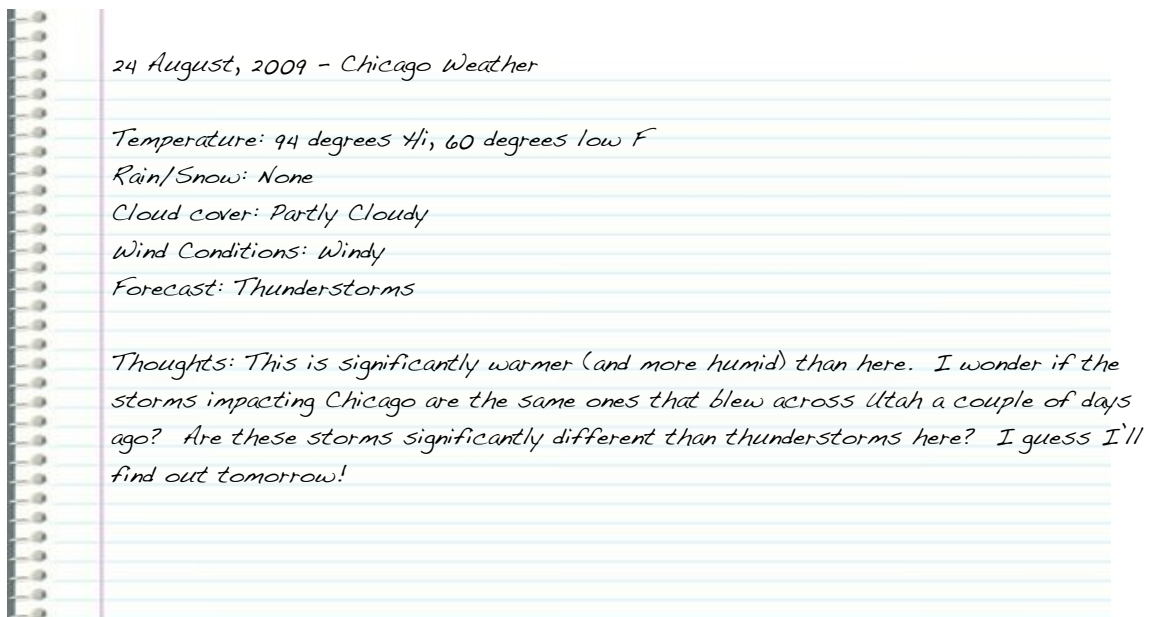 24 August, 2009 - Chicago Weather
Temperature: 94 degrees Hi, 60 degrees low F
Rain/Snow: None
Cloud cover: Partly Cloudy
Wind Conditions: Windy
Forecast: Thunderstorms
Thoughts: This is significantly warmer (and more humid) than here. I wonder if the
storms impacting Chicago are the same ones that blew across Utah a couple of days
ago? Are these storms significantly different than thunderstorms here? I guess I'll
find out tomorrow!